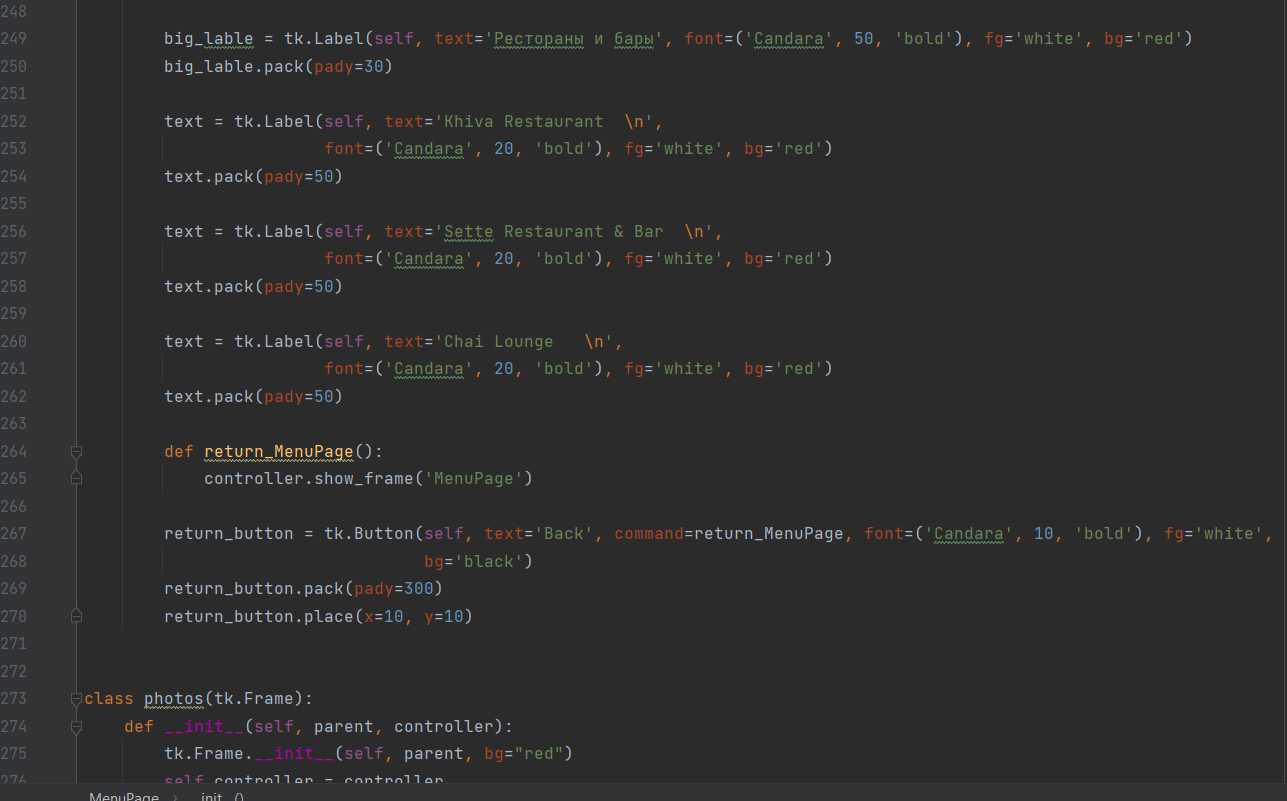 248
249 big_lable = tk.Label(self, text='Рестораны и бары', font=('Candara', 50, 'bold'), fg='white', bg='red')
250 big_lable.pack(pady=30)
251
252 text = tk.Label(self, text='Khiva Restaurant  \n',
253 font=('Candara', 20, 'bold'), fg='white', bg='red')
254 text.pack(pady=50)
255
256 text = tk.Label(self, text='Sette Restaurant & Bar  \n',
257 font=('Candara', 20, 'bold'), fg='white', bg='red')
258 text.pack(pady=50)
259
260 text = tk.Label(self, text='Chai Lounge   \n',
261 font=('Candara', 20, 'bold'), fg='white', bg='red')
262 text.pack(pady=50)
263
264 def return_MenuPage():
265 controller.show_frame('MenuPage')
266
267 return_button = tk.Button(self, text='Back', command=return_MenuPage, font=('Candara', 10, 'bold'), fg='white',
268 bg='black')
269 return_button.pack(pady=300)
270 return_button.place(x=10, y=10)
271
272
273 class photos(tk.Frame):
274 def __init__(self, parent, controller):
275 tk.Frame.__init__(self, parent, bg="red")
276 self.controller = controller
MenuPage › __init__()